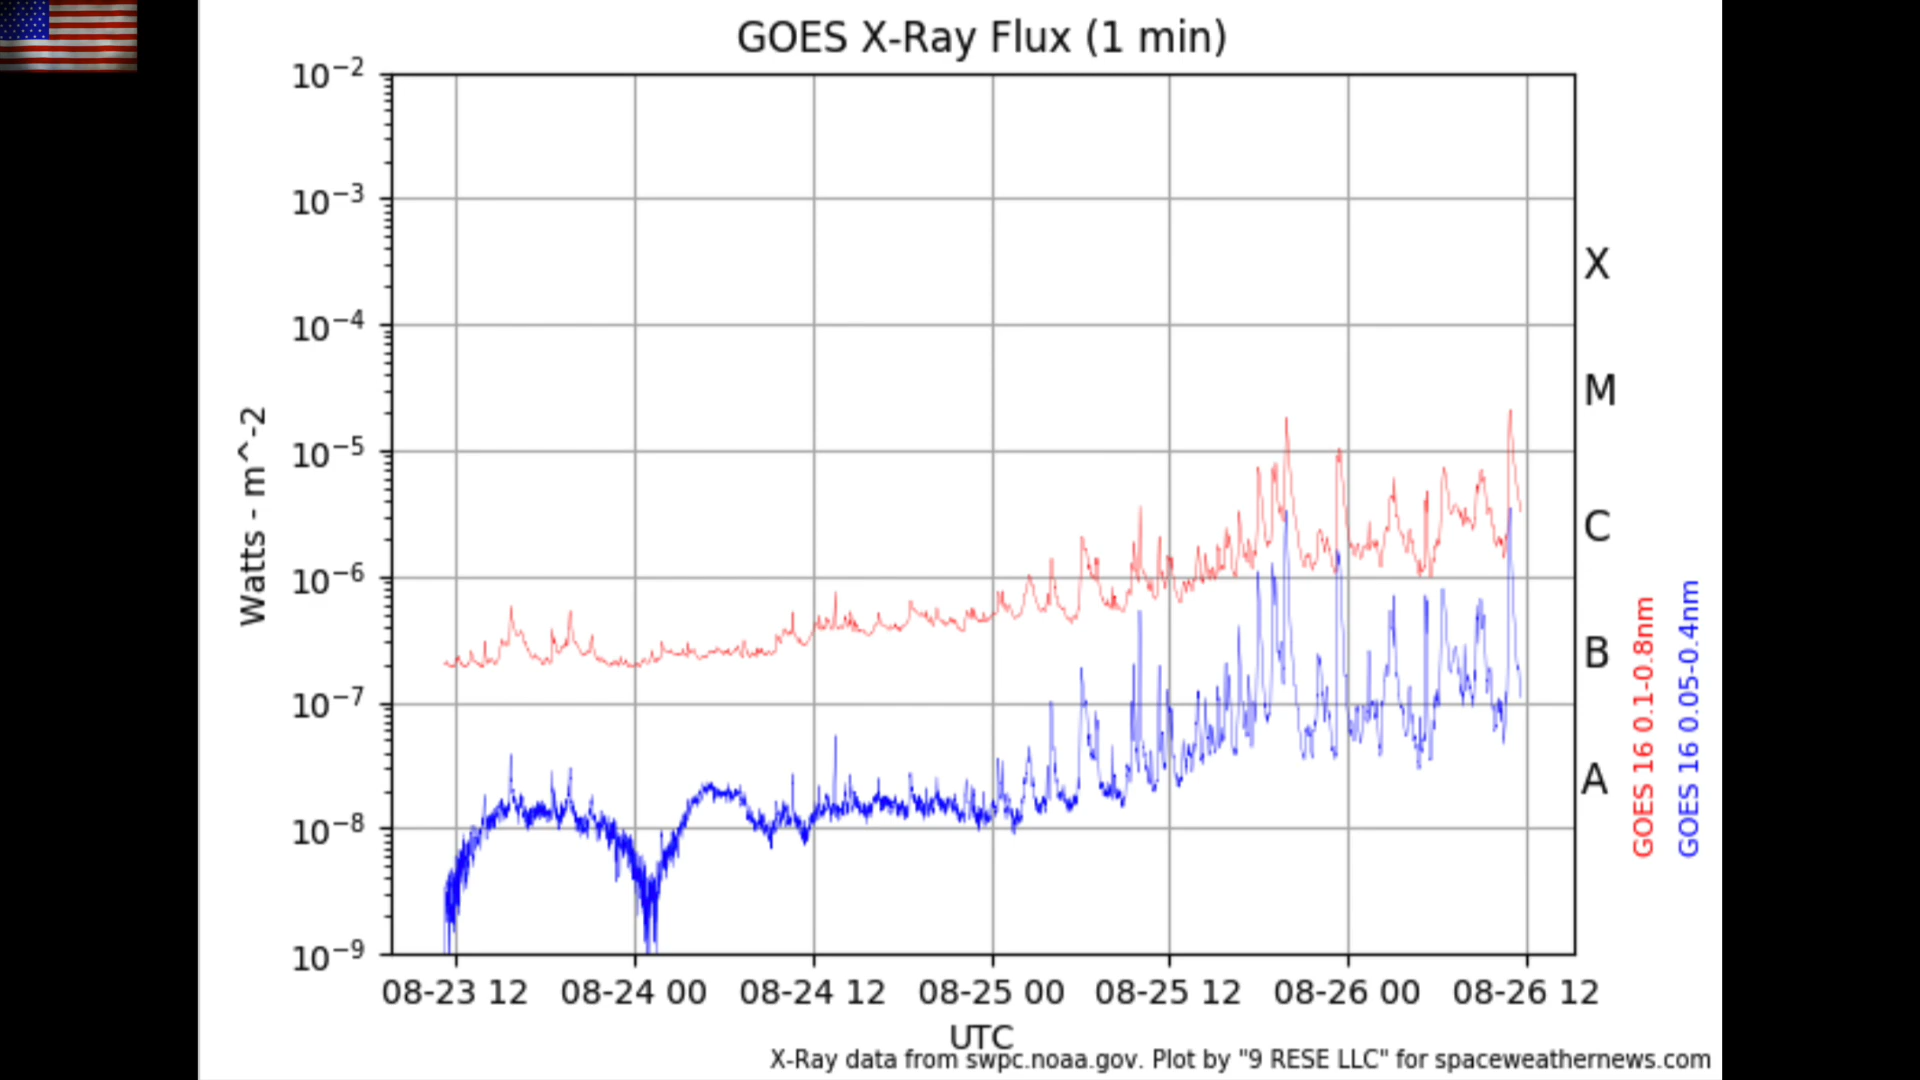 GOES X-Ray Flux (1 min)
10−2
10−3
10−4
10−5
10−6
10−7
10−8
10−9
Watts - m^-2
X
M
C
B
A
GOES 16 0.1-0.8nm
GOES 16 0.05-0.4nm
08-23 12 08-24 00 08-24 12 08-25 00 08-25 12 08-26 00 08-26 12
UTC
X-Ray data from swpc.noaa.gov. Plot by "9 RESE LLC" for spaceweathernews.com